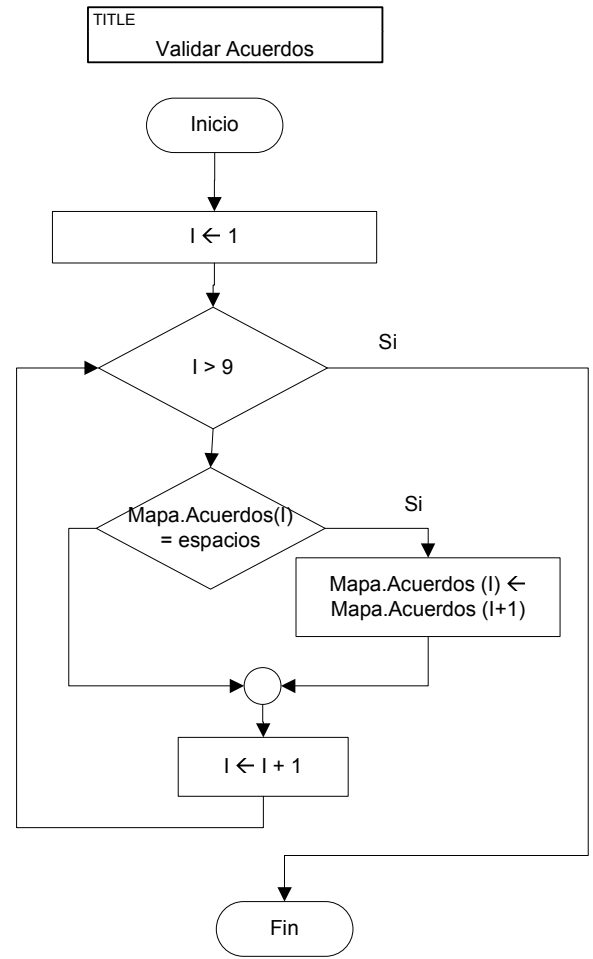 TITLE
Validar Acuerdos
Inicio
I ← 1
I > 9
Si
Mapa.Acuerdos(I)
= espacios
Si
Mapa.Acuerdos (I) ←
Mapa.Acuerdos (I+1)
I ← I + 1
Fin